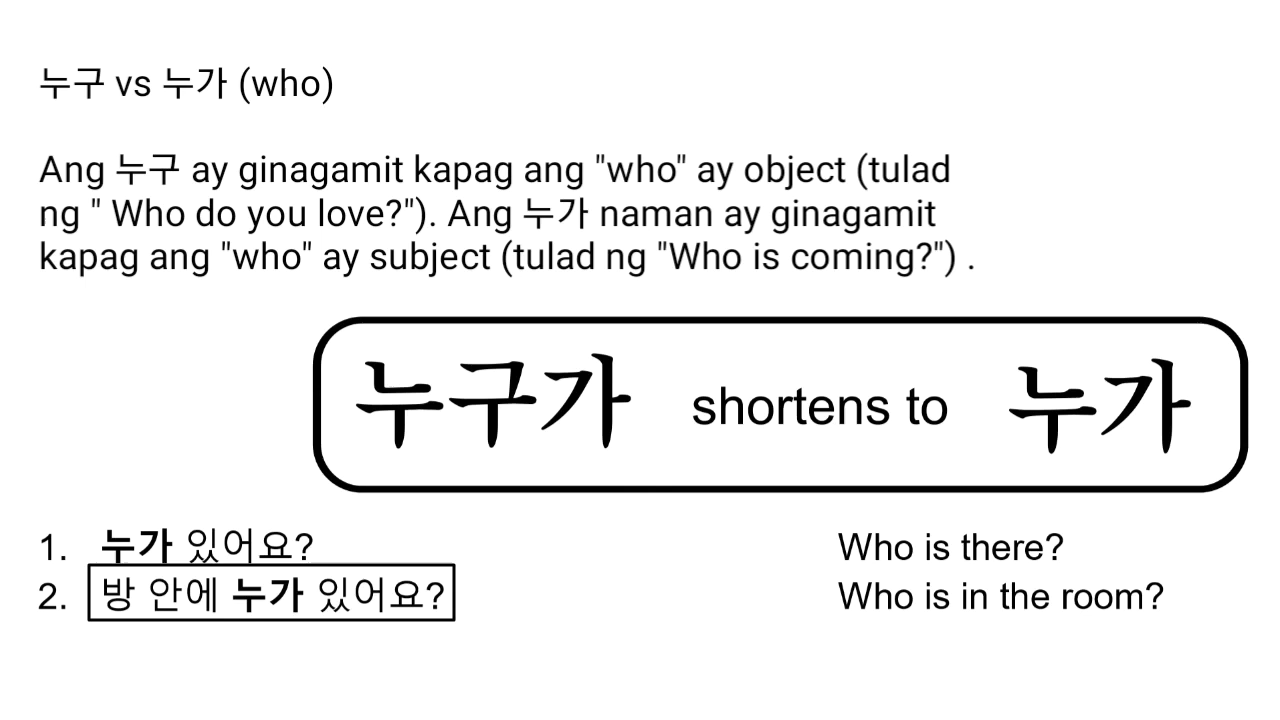 누구 vs 누가 (who)
Ang 누구 ay ginagamit kapag ang "who" ay object (tulad
ng " Who do you love?"). Ang 누가 naman ay ginagamit
kapag ang "who" ay subject (tulad ng "Who is coming?") .
누구가 shortens to 누가
1. 누가 있어요? Who is there?
2. 방 안에 누가 있어요? Who is in the room?